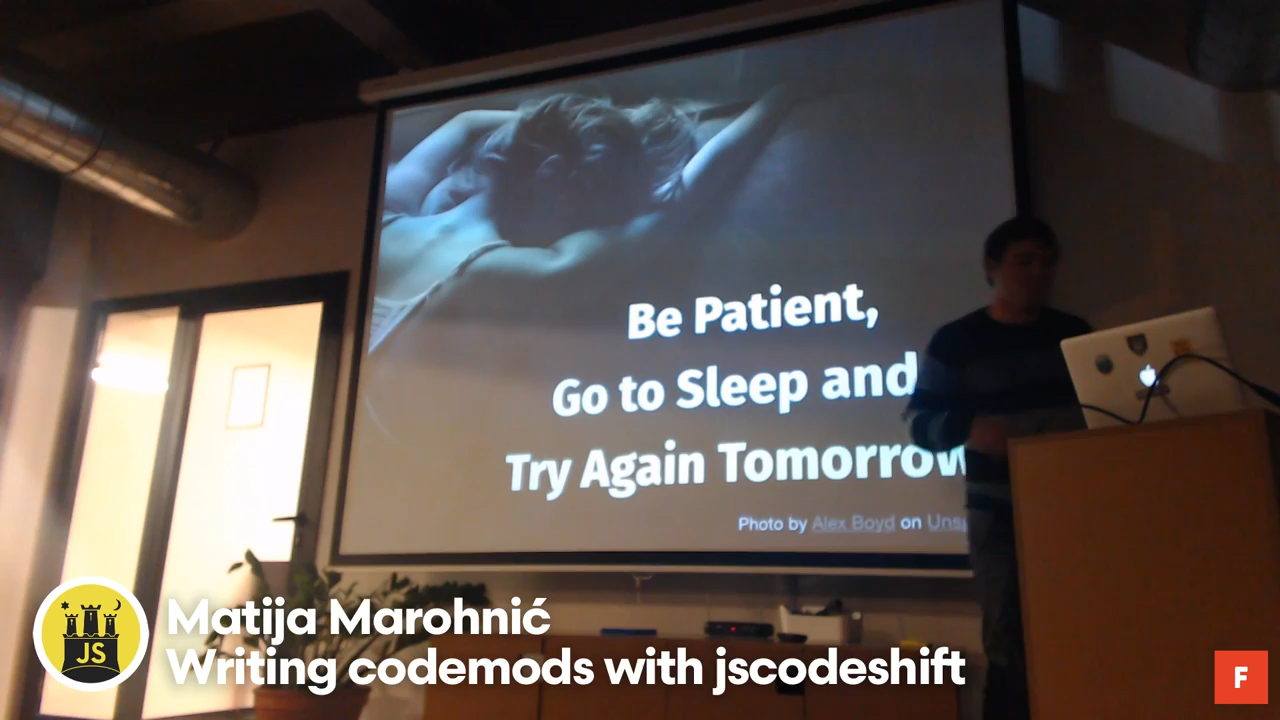 Be Patient,
Go to Sleep and
Try Again Tomorrow
Photo by Alex Boyd on
JS
Matija Marohnić
Writing codemods with jscodeshift
F